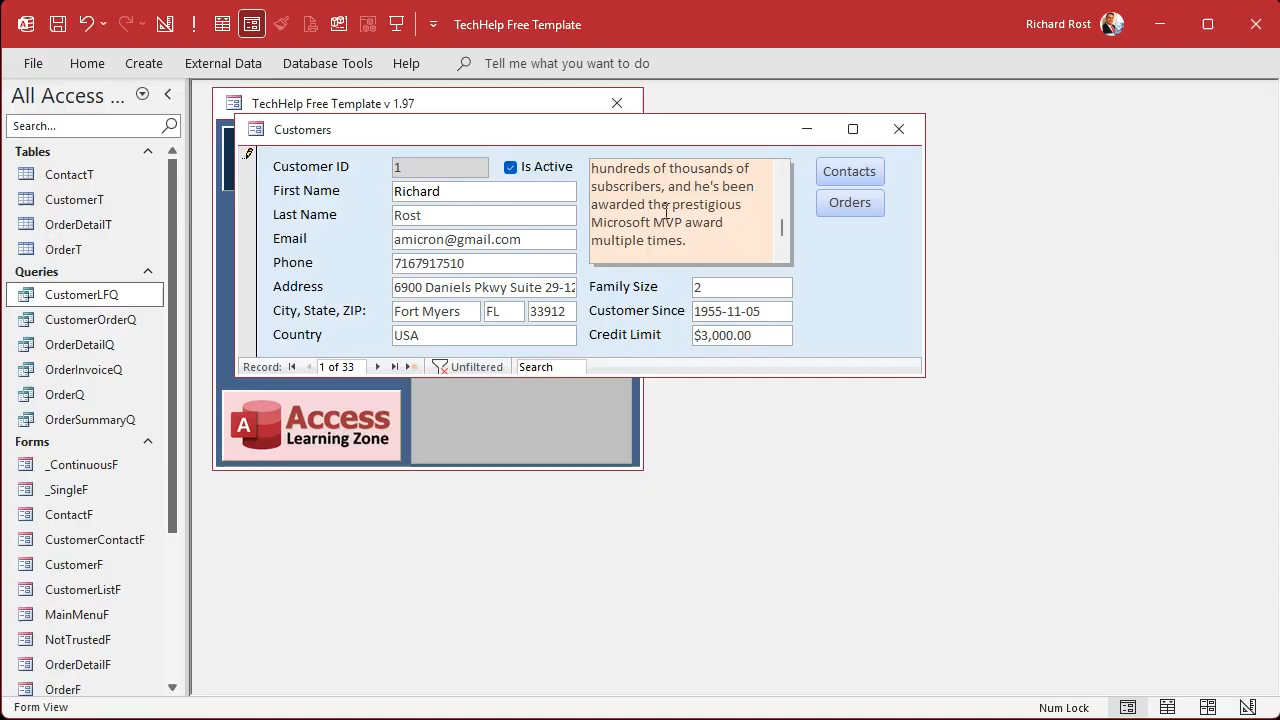 TechHelp Free Template
Richard Rost
File
Home
Create
External Data
Database Tools
Help
Tell me what you want to do
All Access ...
Search...
Tables
ContactT
CustomerT
OrderDetailT
OrderT
Queries
CustomerLFQ
CustomerOrderQ
OrderDetailQ
OrderInvoiceQ
OrderQ
OrderSummaryQ
Forms
_ContinuousF
_SingleF
ContactF
CustomerContactF
CustomerF
CustomerListF
MainMenuF
NotTrustedF
OrderDetailF
OrderF
TechHelp Free Template v 1.97
Customers
Customer ID 1 Is Active
First Name Richard
Last Name Rost
Email amicron@gmail.com
Phone 7167917510
Address 6900 Daniels Pkwy Suite 29-12
City, State, ZIP: Fort Myers FL 33912
Country USA
hundreds of thousands of
subscribers, and he's been
awarded the prestigious
Microsoft MVP award
multiple times.
Family Size 2
Customer Since 1955-11-05
Credit Limit $3,000.00
Contacts
Orders
Record: 1 of 33 Unfiltered Search
A Access
Learning Zone
Form View
Num Lock